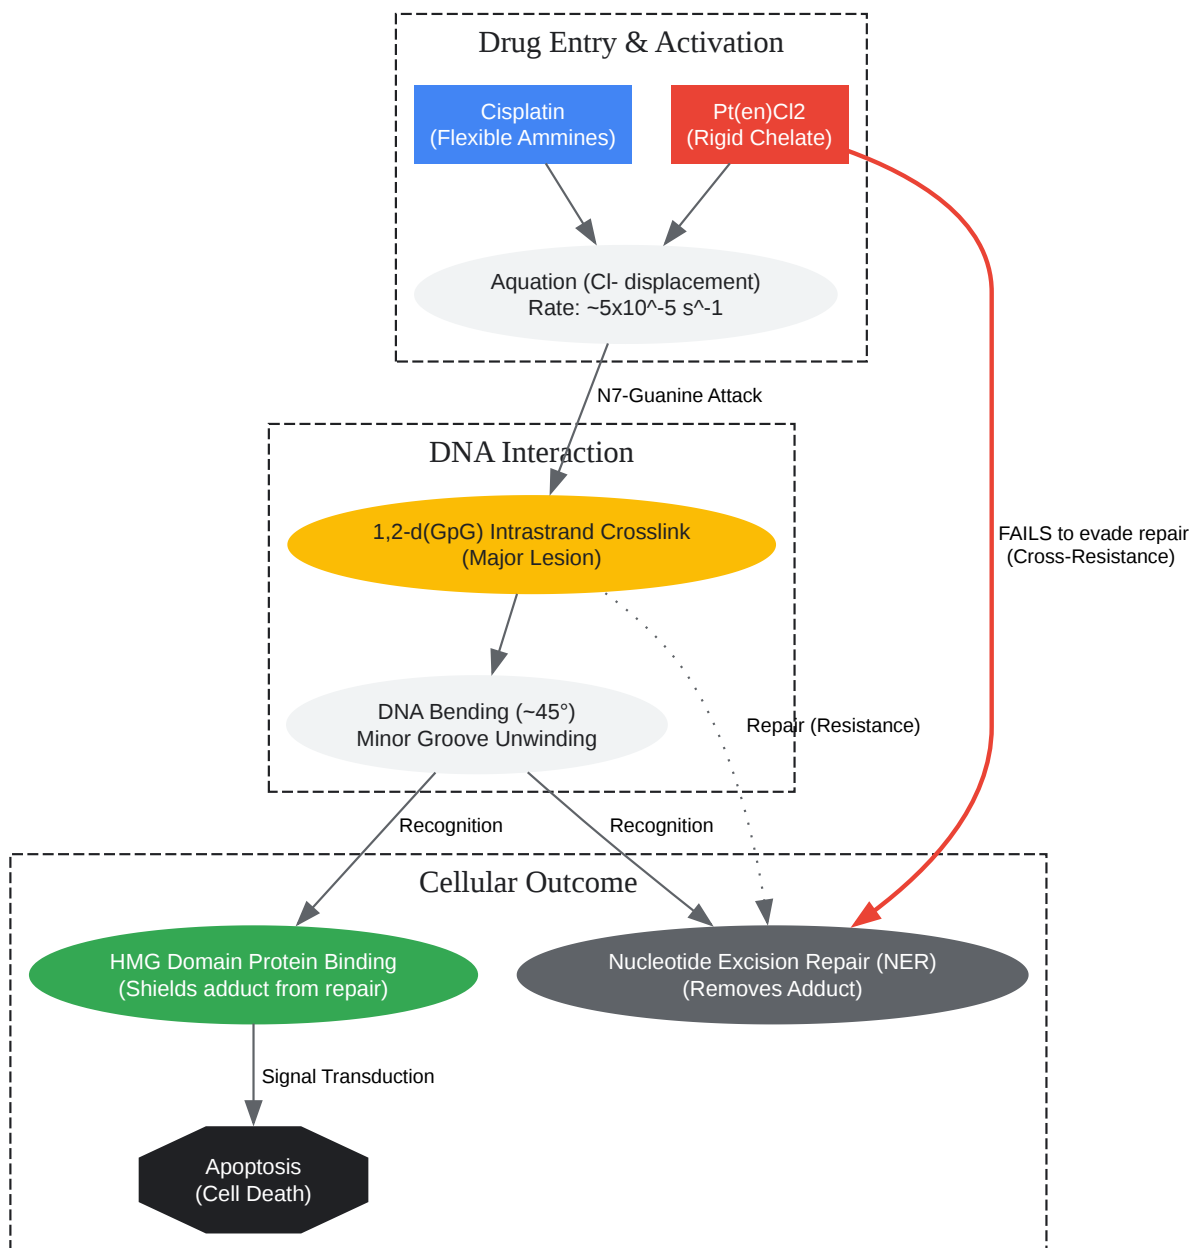 Drug Entry & Activation
Cisplatin
(Flexible Ammines)
Pt(en)Cl2
(Rigid Chelate)
Aquation (Cl- displacement)
Rate: ~5x10^-5 s^-1
N7-Guanine Attack
DNA Interaction
1,2-d(GpG) Intrastrand Crosslink
(Major Lesion)
FAILS to evade repair
(Cross-Resistance)
DNA Bending (~45°)
Minor Groove Unwinding
Repair (Resistance)
Recognition
Recognition
Cellular Outcome
HMG Domain Protein Binding
(Shields adduct from repair)
Nucleotide Excision Repair (NER)
(Removes Adduct)
Signal Transduction
Apoptosis
(Cell Death)